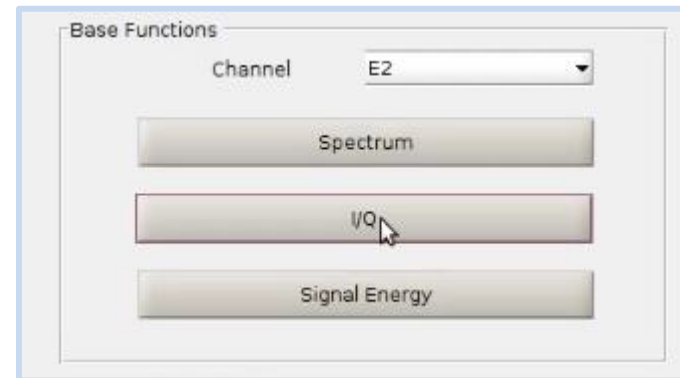 Base Functions
Channel E2
Spectrum
I/Q
Signal Energy